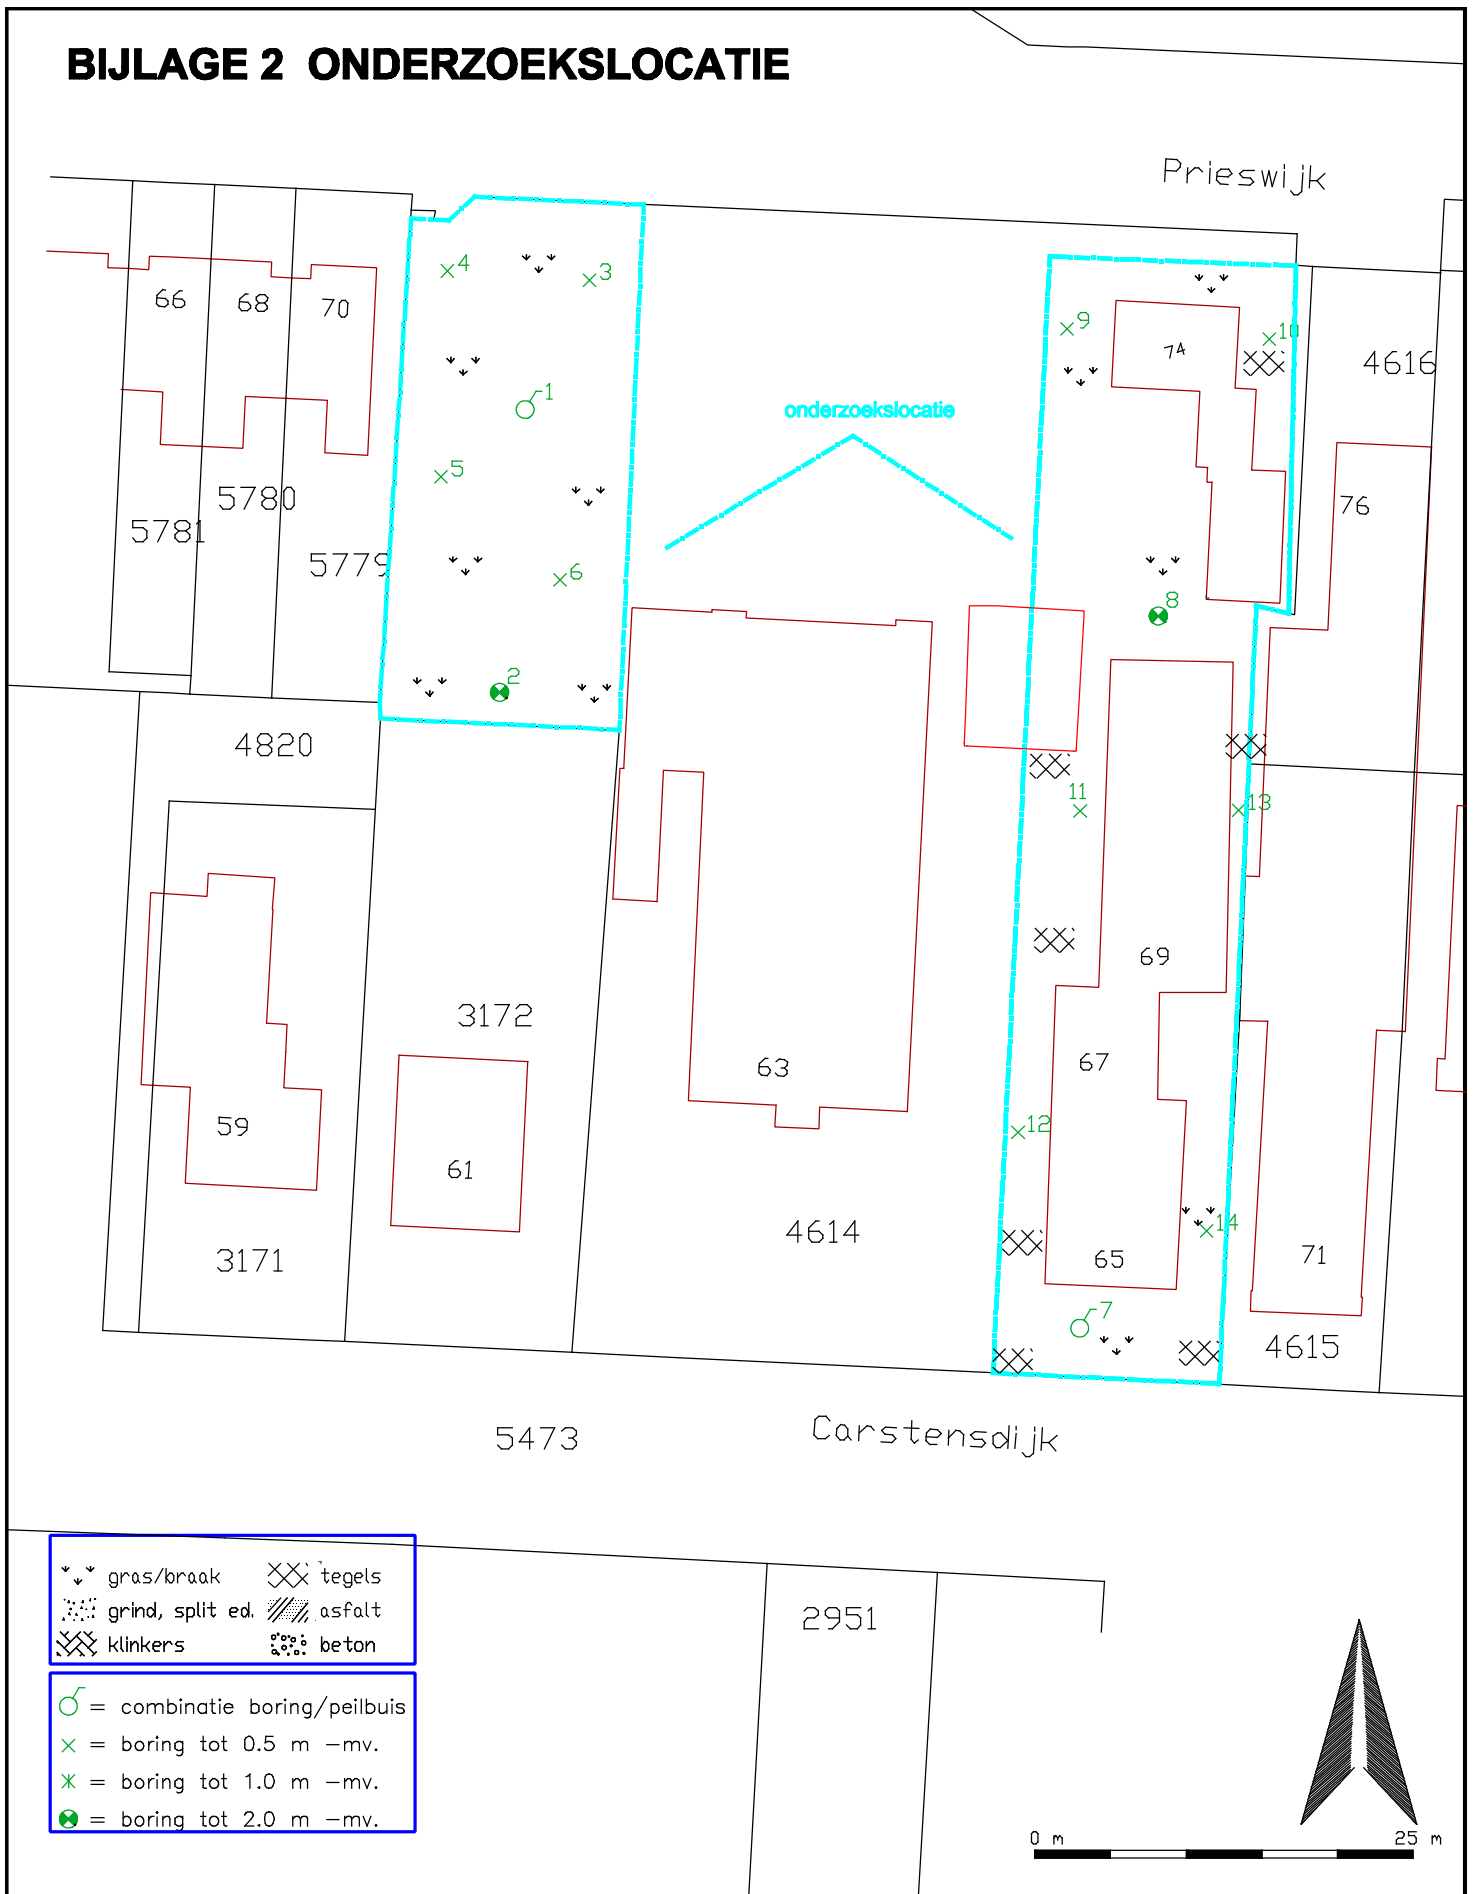 BIJLAGE 2 ONDERZOEKSLOCATIE
Prieswijk
4
3
66
68
70
9
10
74
4616
1
onderzoekslocatie
5
5780
76
5781
5779
6
8
2
4820
11
13
69
3172
63
67
59
12
61
4614
14
3171
65
71
7
4615
5473
Carstensdijk
gras/braak
tegels
grind, split ed.
asfalt
klinkers
beton
2951
= combinatie boring/peilbuis
= boring tot 0.5 m -mv.
= boring tot 1.0 m -mv.
= boring tot 2.0 m -mv.
0 m
25 m